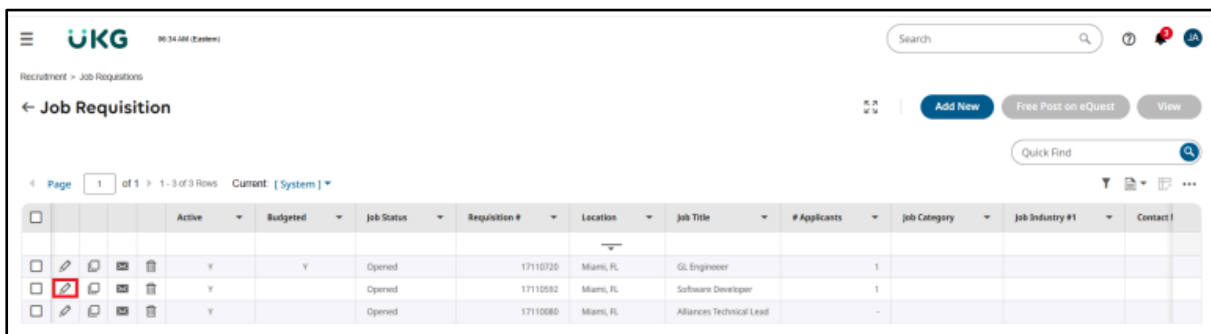 UKG 06:34 AM (Eastern) Search 3 JA
Recruitment > Job Requisitions
← Job Requisition Add New Free Post on eQuest View
Quick Find
Page 1 of 1 1 - 3 of 3 Rows Current: [ System ]
Active Budgeted Job Status Requisition # Location Job Title # Applicants Job Category Job Industry #1 Contact
Y Y Opened 17110720 Miami, FL GL Engineeer 1
Y Opened 17110592 Miami, FL Software Developer 1
Y Opened 17110080 Miami, FL Alliances Technical Lead -